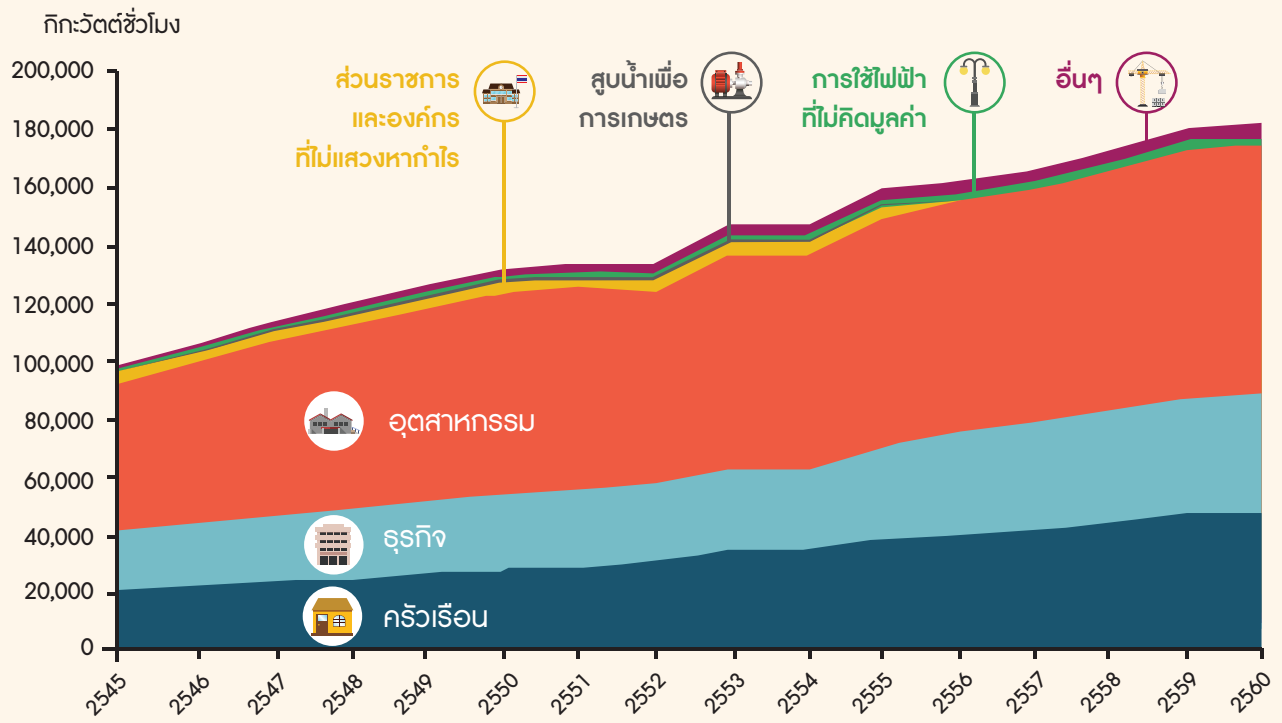 กิกะวัตต์ชั่วโมง
200,000
180,000
160,000
140,000
120,000
100,000
80,000
60,000
40,000
20,000
0
ส่วนราชการ
และองค์กร
ที่ไม่แสวงหากำไร
สูบน้ำเพื่อ
การเกษตร
การใช้ไฟฟ้า
ที่ไม่คิดมูลค่า
อื่นๆ
อุตสาหกรรม
ธุรกิจ
ครัวเรือน
2545
2546
2547
2548
2549
2550
2551
2552
2553
2554
2555
2556
2557
2558
2559
2560